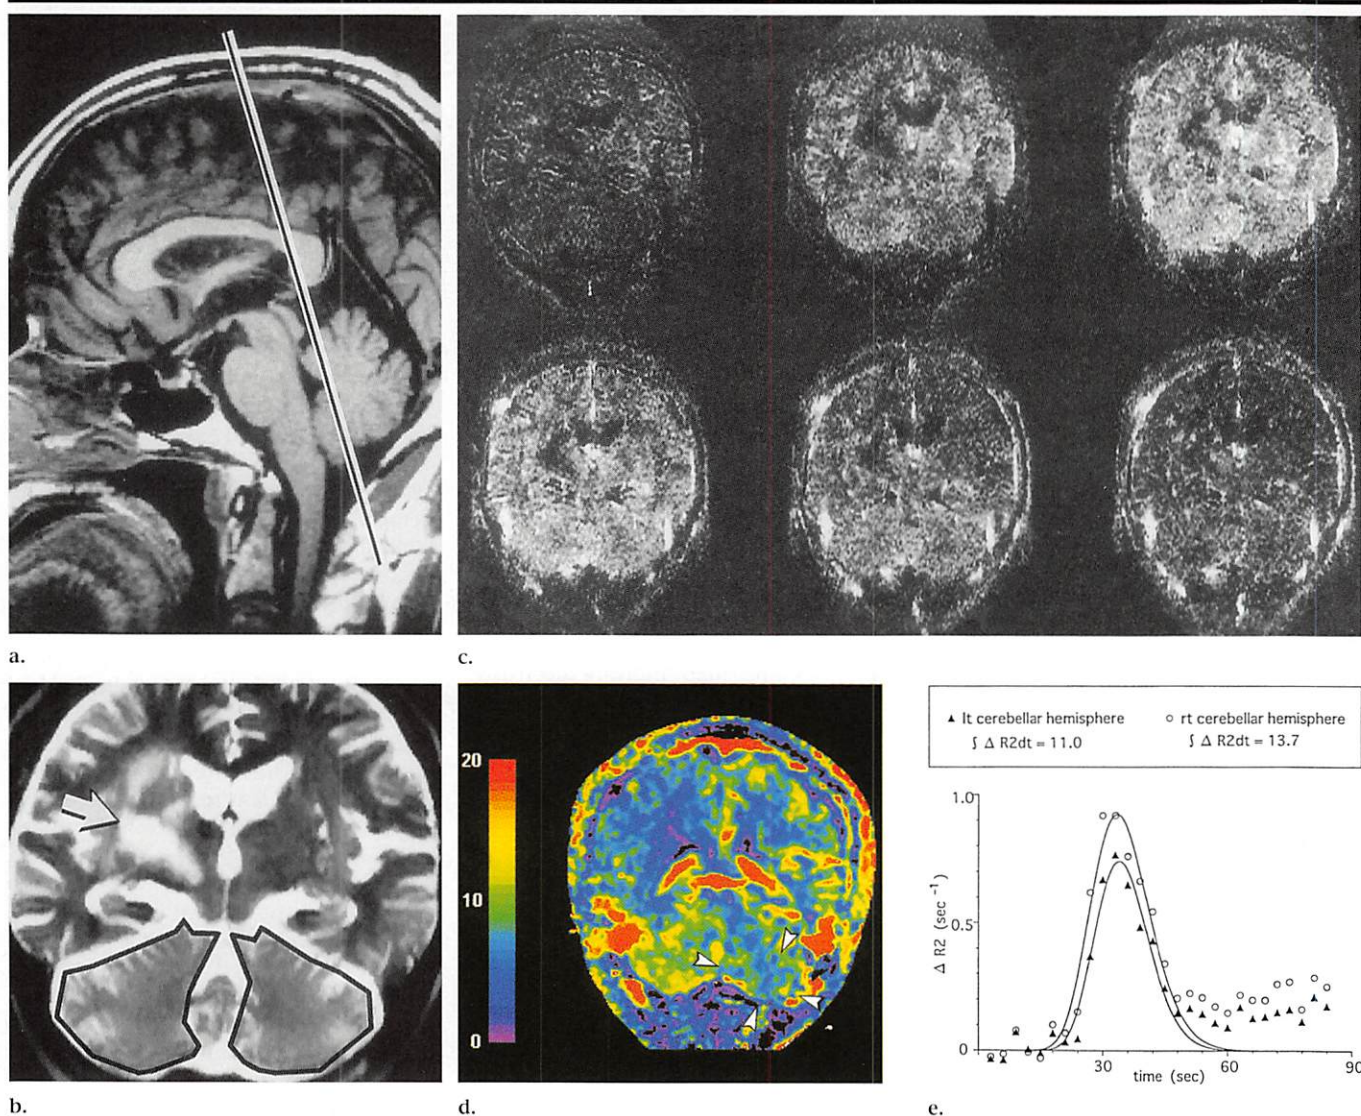 a.
c.
b.
20
10
0
d.
▲ lt cerebellar hemisphere
∫ Δ R2dt = 11.0
○ rt cerebellar hemisphere
∫ Δ R2dt = 13.7
1.0
0.5
0
Δ R2 (sec⁻¹)
30
60
90
time (sec)
e.